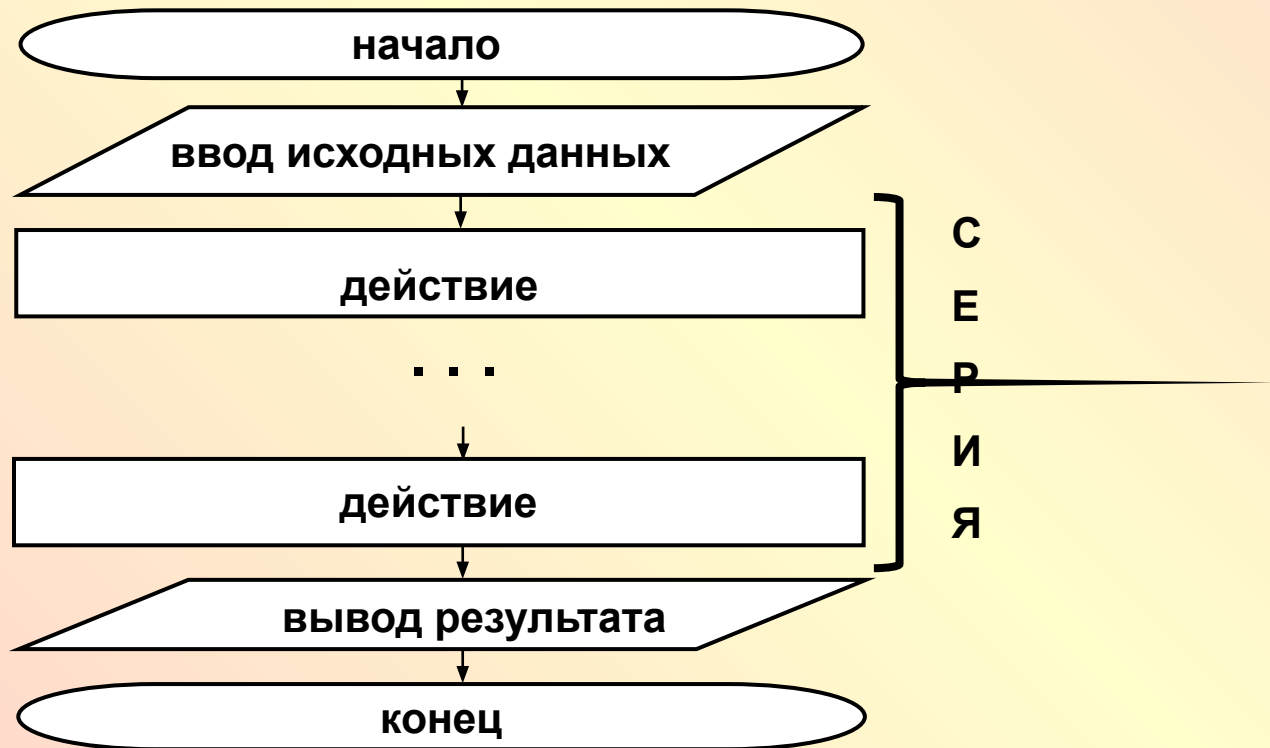 начало
ввод исходных данных
действие
. . .
действие
вывод результата
конец
С
Е
Р
И
Я